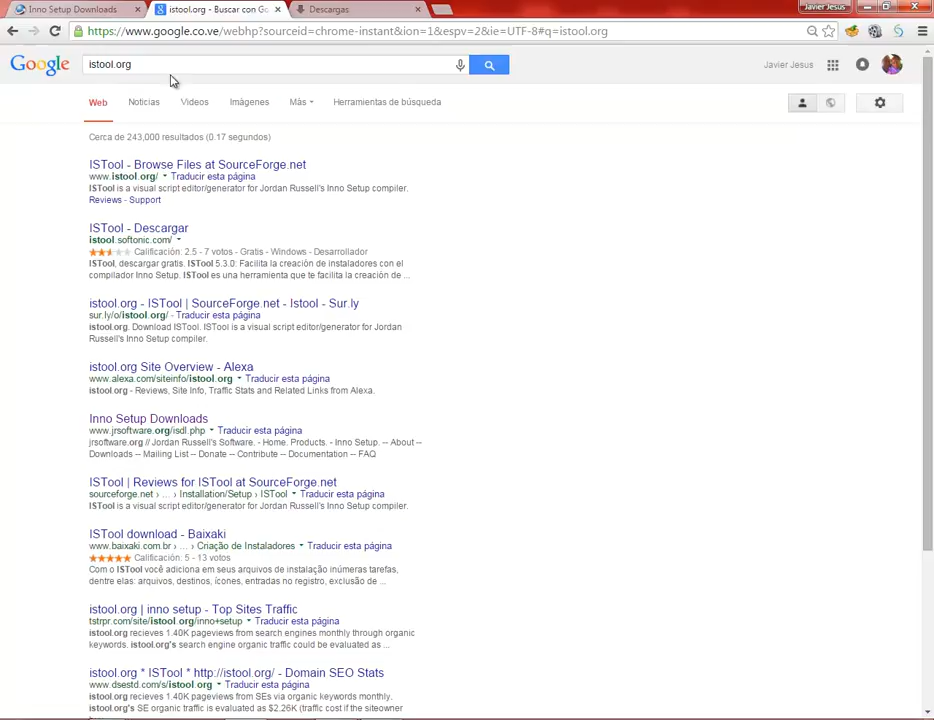 Inno Setup Downloads
istool.org - Buscar con Go
Descargas
Javier Jesus
https://www.google.co.ve/webhp?sourceid=chrome-instant&ion=1&espv=2&ie=UTF-8#q=istool.org
Google
istool.org
Javier Jesus
Web Noticias Videos Imágenes Más Herramientas de búsqueda
Cerca de 243,000 resultados (0.17 segundos)
ISTool - Browse Files at SourceForge.net
www.istool.org/ Traducir esta página
ISTool is a visual script editor/generator for Jordan Russell's Inno Setup compiler.
Reviews - Support
ISTool - Descargar
istool.softonic.com/
Calificación: 2.5 - 7 votos - Gratis - Windows - Desarrollador
ISTool, descargar gratis. ISTool 5.3.0: Facilita la creación de instaladores con el
compilador Inno Setup. ISTool es una herramienta que te facilita la creación de ...
istool.org - ISTool | SourceForge.net - Istool - Sur.ly
sur.ly/o/istool.org/ - Traducir esta página
istool.org. Download ISTool. ISTool is a visual script editor/generator for Jordan
Russell's Inno Setup compiler.
istool.org Site Overview - Alexa
www.alexa.com/siteinfo/istool.org Traducir esta página
istool.org - Reviews, Site Info, Traffic Stats and Related Links from Alexa.
Inno Setup Downloads
www.jrsoftware.org/isdl.php Traducir esta página
jrsoftware.org // Jordan Russell's Software. - Home. Products. - Inno Setup. -- About --
Downloads -- Mailing List -- Donate -- Contribute -- Documentation -- FAQ
ISTool | Reviews for ISTool at SourceForge.net
sourceforge.net › ... › Installation/Setup › ISTool Traducir esta página
ISTool is a visual script editor/generator for Jordan Russell's Inno Setup compiler.
ISTool download - Baixaki
www.baixaki.com.br › ... › Criação de Instaladores Traducir esta página
Calificación: 5 - 13 votos
Com o ISTool você adiciona em seus arquivos de instalação inúmeras tarefas,
dentre elas: arquivos, destinos, ícones, entradas no registro, exclusão de ...
istool.org | inno setup - Top Sites Traffic
tstrpr.com/site/istool.org/inno+setup Traducir esta página
istool.org recieves 1.40K pageviews from search engines monthly through organic
keywords. istool.org's search engine organic traffic could be evaluated as ...
istool.org * ISTool * http://istool.org/ - Domain SEO Stats
www.dsestd.com/s/istool.org Traducir esta página
istool.org recieves 1.40K pageviews from SEs via organic keywords monthly.
istool.org's SE organic traffic is evaluated as $2.26K (traffic cost if the siteowner